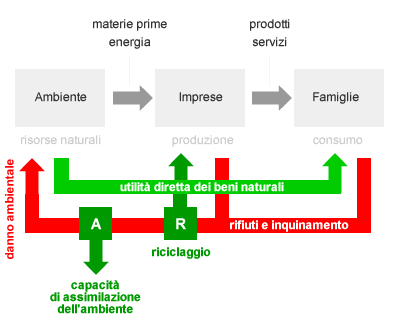 materie prime
energia
prodotti
servizi
Ambiente
Imprese
Famiglie
risorse naturali
produzione
consumo
danno ambientale
utilità diretta dei beni naturali
A
R
rifiuti e inquinamento
riciclaggio
capacità
di assimilazione
dell'ambiente